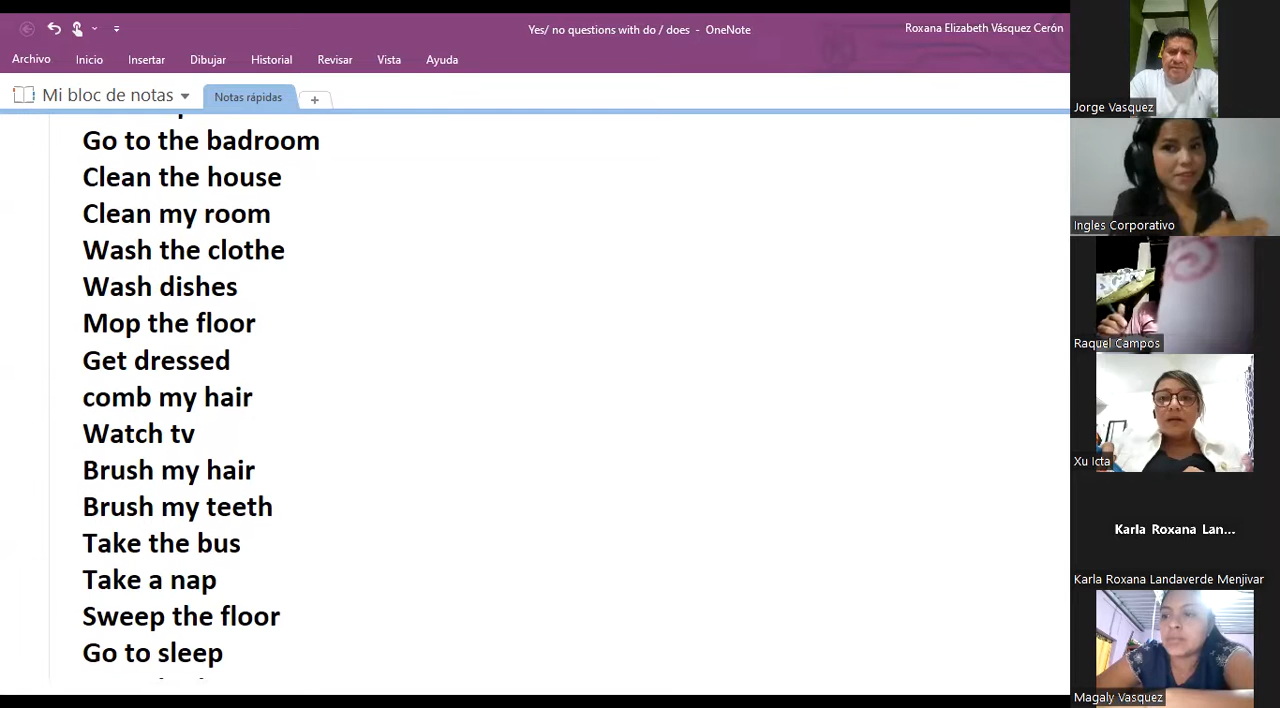 Yes/ no questions with do / does - OneNote
Roxana Elizabeth Vásquez Cerón
Archivo Inicio Insertar Dibujar Historial Revisar Vista Ayuda
Mi bloc de notas
Notas rápidas
Go to the badroom
Clean the house
Clean my room
Wash the clothe
Wash dishes
Mop the floor
Get dressed
comb my hair
Watch tv
Brush my hair
Brush my teeth
Take the bus
Take a nap
Sweep the floor
Go to sleep
Jorge Vasquez
Ingles Corporativo
Raquel Campos
Xu Icta
Karla Roxana Lan...
Karla Roxana Landaverde Menjivar
Magaly Vasquez